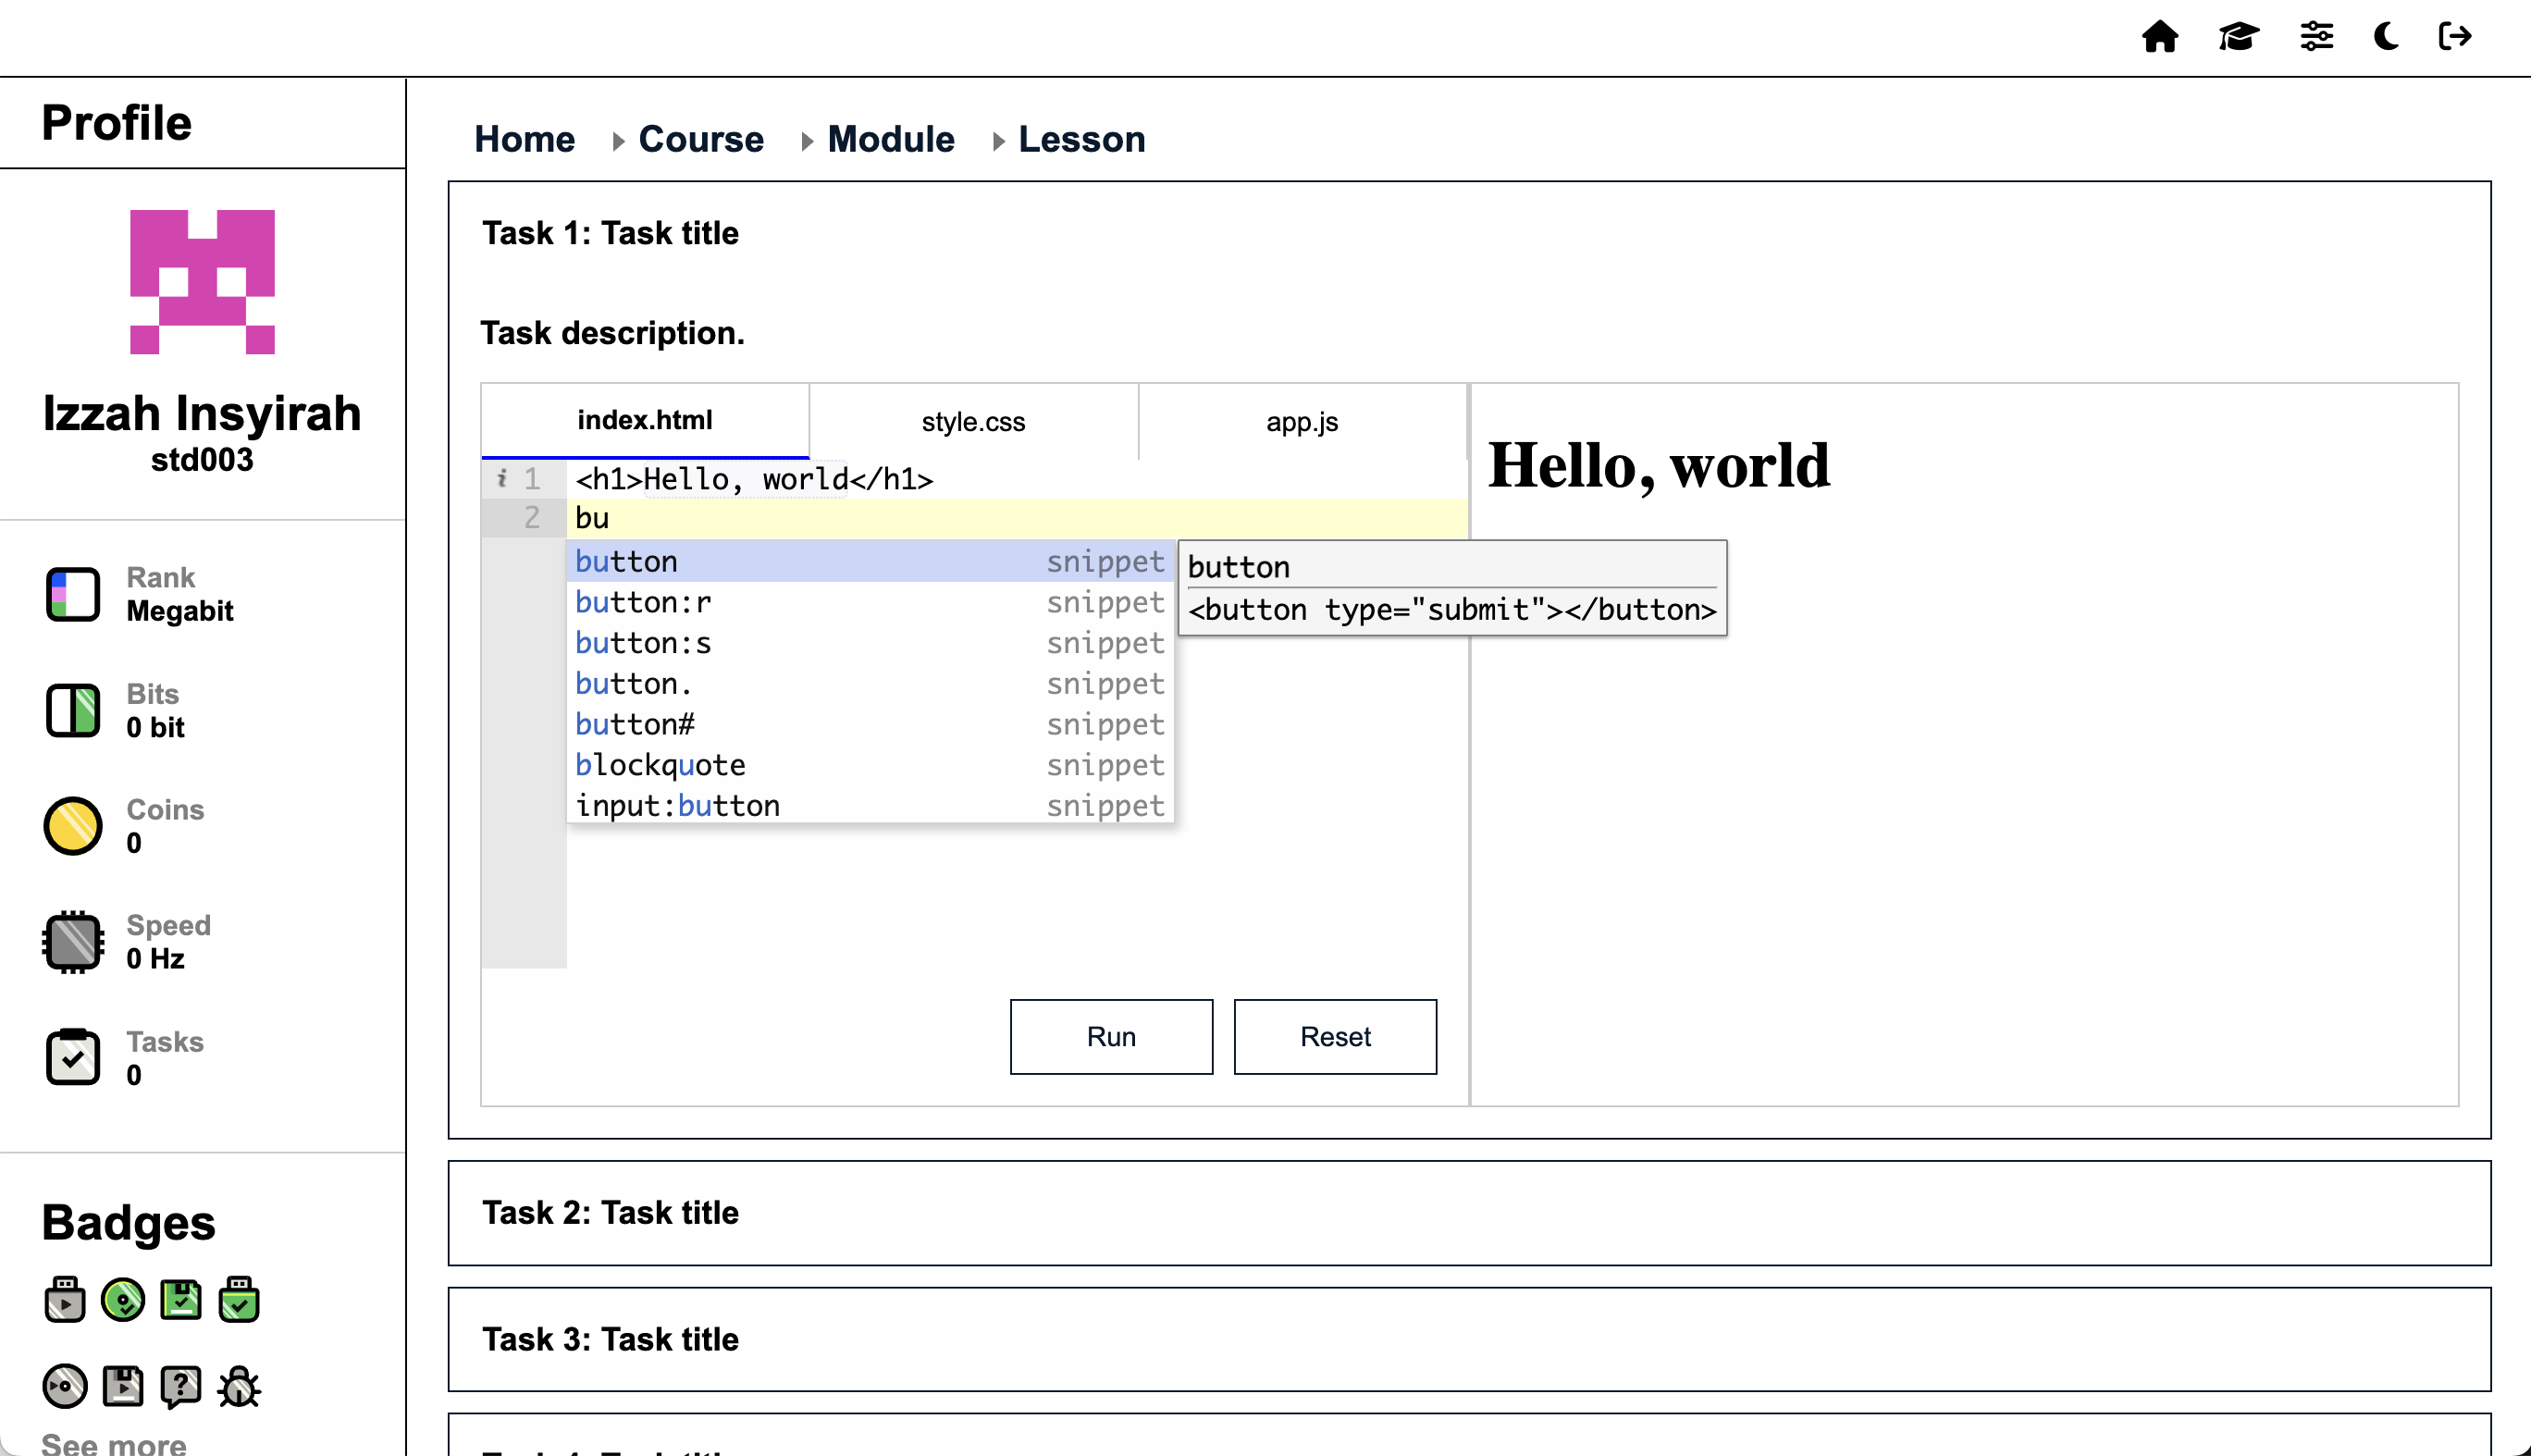 Profile
Izzah Insyirah
std003
Rank
Megabit
Bits
0 bit
Coins
0
Speed
0 Hz
Tasks
0
Badges
See more
Home Course Module Lesson
Task 1: Task title
Task description.
index.html style.css app.js
i 1 <h1>Hello, world</h1>
2 bu
button snippet
button:r snippet
button:s snippet
button. snippet
button# snippet
blockquote snippet
input:button snippet
button
<button type="submit"></button>
Run Reset
Hello, world
Task 2: Task title
Task 3: Task title